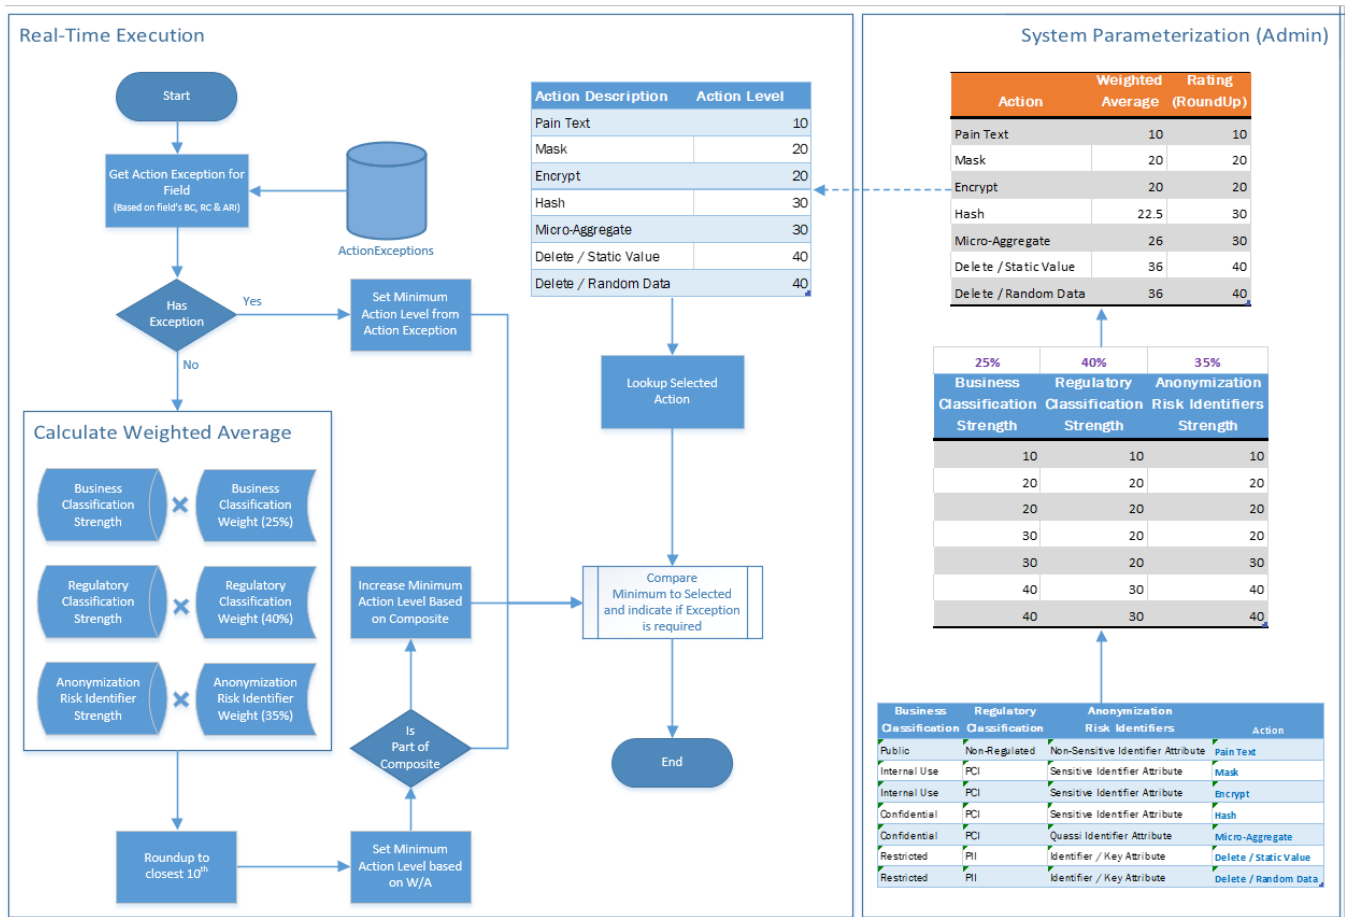 Real-Time Execution
Start
Get Action Exception for
Field
(Based on field's BC, RC & ARI)
ActionExceptions
Has
Exception
Yes
No
Set Minimum
Action Level from
Action Exception
Calculate Weighted Average
Business
Classification
Strength
Business
Classification
Weight (25%)
Regulatory
Classification
Strength
Regulatory
Classification
Weight (40%)
Anonymization
Risk Identifier
Strength
Anonymization
Risk Identifier
Weight (35%)
Roundup to
closest 10th
Set Minimum
Action Level based
on W/A
Is
Part of
Composite
Increase Minimum
Action Level Based
on Composite
Action Description Action Level
Pain Text 10
Mask 20
Encrypt 20
Hash 30
Micro-Aggregate 30
Delete / Static Value 40
Delete / Random Data 40
Lookup Selected
Action
Compare
Minimum to Selected
and indicate if Exception
is required
End
System Parameterization (Admin)
Weighted Rating
Action Average (RoundUp)
Pain Text 10 10
Mask 20 20
Encrypt 20 20
Hash 22.5 30
Micro-Aggregate 26 30
Delete / Static Value 36 40
Delete / Random Data 36 40
25% 40% 35%
Business Regulatory Anonymization
Classification Classification Risk Identifiers
Strength Strength Strength
10 10 10
20 20 20
20 20 20
30 20 20
30 20 30
40 30 40
40 30 40
Business Regulatory Anonymization
Classification Classification Risk Identifiers Action
Public Non-Regulated Non-Sensitive Identifier Attribute Pain Text
Internal Use PCI Sensitive Identifier Attribute Mask
Internal Use PCI Sensitive Identifier Attribute Encrypt
Confidential PCI Sensitive Identifier Attribute Hash
Confidential PCI Quassi Identifier Attribute Micro-Aggregate
Restricted PII Identifier / Key Attribute Delete / Static Value
Restricted PII Identifier / Key Attribute Delete / Random Data